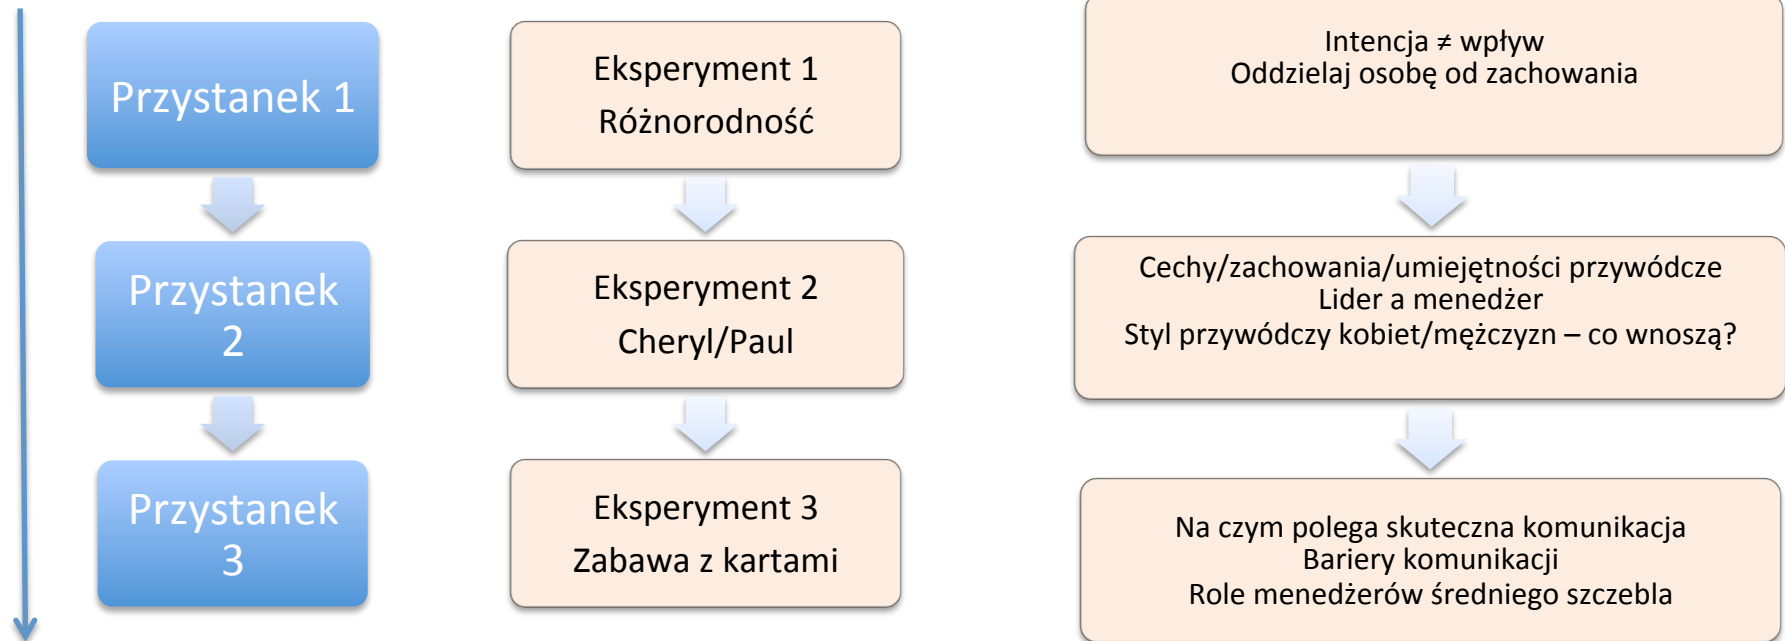 Przystanek 1
Eksperyment 1
Różnorodność
Intencja ≠ wpływ
Oddzielaj osobę od zachowania
Przystanek
2
Eksperyment 2
Cheryl/Paul
Cechy/zachowania/umiejętności przywódcze
Lider a menedżer
Styl przywódczy kobiet/mężczyzn – co wnoszą?
Przystanek
3
Eksperyment 3
Zabawa z kartami
Na czym polega skuteczna komunikacja
Bariery komunikacji
Role menedżerów średniego szczebla